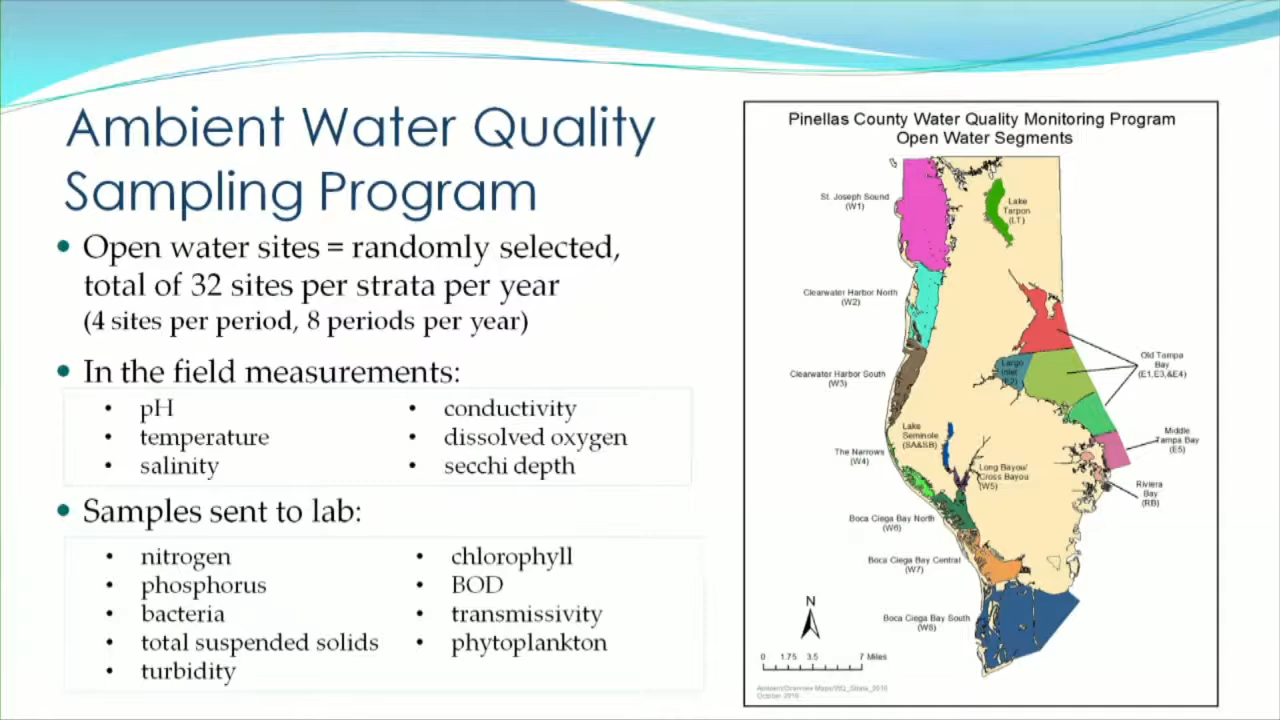 Ambient Water Quality
Sampling Program
• Open water sites = randomly selected,
total of 32 sites per strata per year
(4 sites per period, 8 periods per year)
• In the field measurements:
• pH
• temperature
• salinity
• conductivity
• dissolved oxygen
• secchi depth
• Samples sent to lab:
• nitrogen
• phosphorus
• bacteria
• total suspended solids
• turbidity
• chlorophyll
• BOD
• transmissivity
• phytoplankton
Pinellas County Water Quality Monitoring Program
Open Water Segments
St. Joseph Sound
(W1)
Lake
Tarpon
(LT)
Clearwater Harbor North
(W2)
Clearwater Harbor South
(W3)
Largo
Inlet
(E2)
Old Tampa
Bay
(E1,E3,&E4)
Lake
Seminole
(SA&SB)
The Narrows
(W4)
Middle
Tampa Bay
(E5)
Long Bayou/
Cross Bayou
(W5)
Riviera
Bay
(RB)
Boca Ciega Bay North
(W6)
Boca Ciega Bay Central
(W7)
Boca Ciega Bay South
(W8)
N
0 1.75 3.5 7 Miles
October 2016